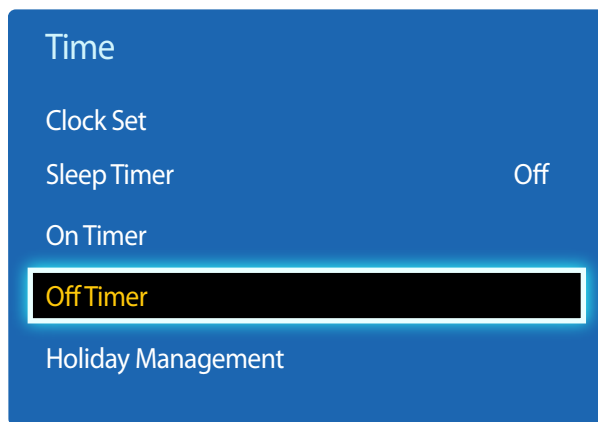 Time
Clock Set
Sleep Timer Off
On Timer
Off Timer
Holiday Management